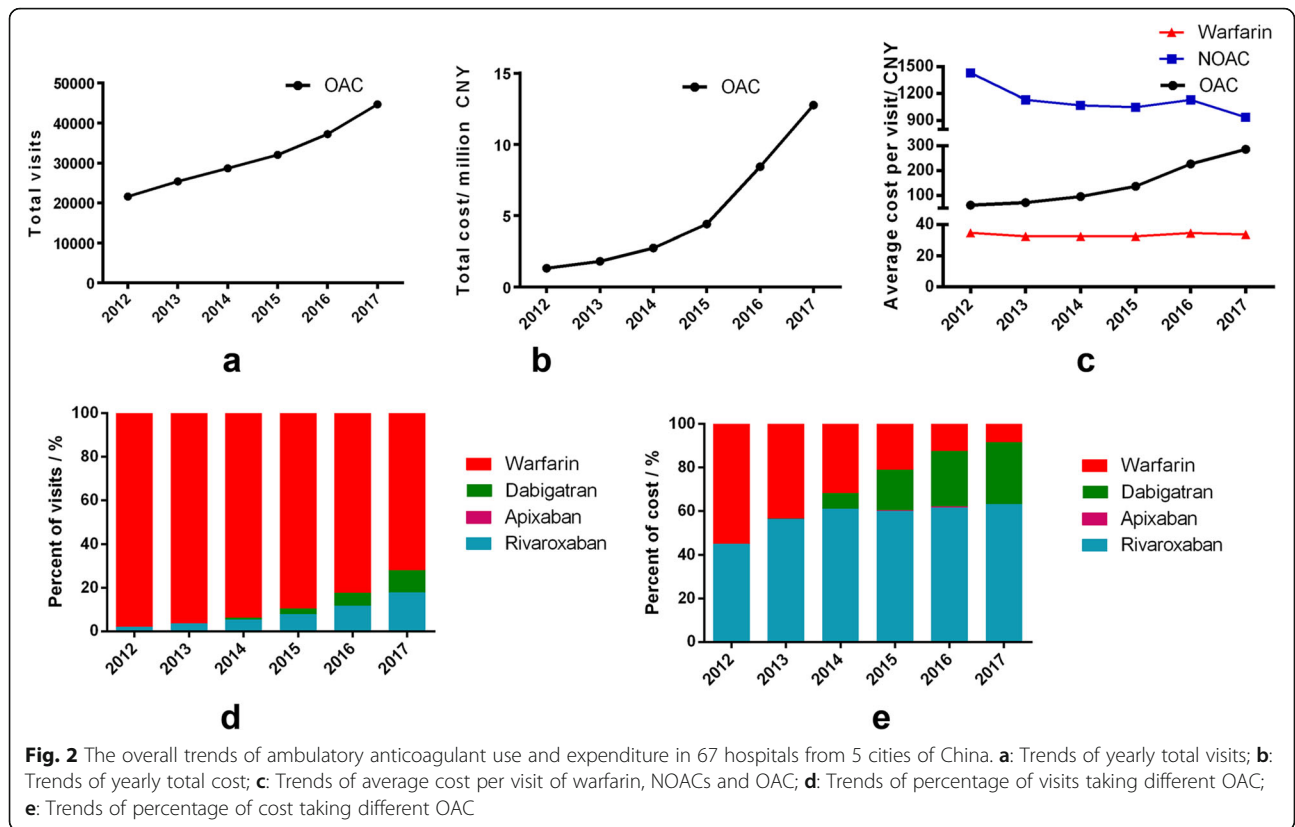 50000
40000
30000
20000
10000
0
Total visits
OAC
2012
2013
2014
2015
2016
2017
a
15
10
5
0
Total cost/ million CNY
OAC
2012
2013
2014
2015
2016
2017
b
Warfarin
NOAC
OAC
1500
1200
900
300
200
100
40
20
0
Average cost per visit/ CNY
2012
2013
2014
2015
2016
2017
c
100
80
60
40
20
0
Percent of visits / %
Warfarin
Dabigatran
Apixaban
Rivaroxaban
2012
2013
2014
2015
2016
2017
d
100
80
60
40
20
0
Percent of cost / %
Warfarin
Dabigatran
Apixaban
Rivaroxaban
2012
2013
2014
2015
2016
2017
e
Fig. 2 The overall trends of ambulatory anticoagulant use and expenditure in 67 hospitals from 5 cities of China. a: Trends of yearly total visits; b:
Trends of yearly total cost; c: Trends of average cost per visit of warfarin, NOACs and OAC; d: Trends of percentage of visits taking different OAC;
e: Trends of percentage of cost taking different OAC